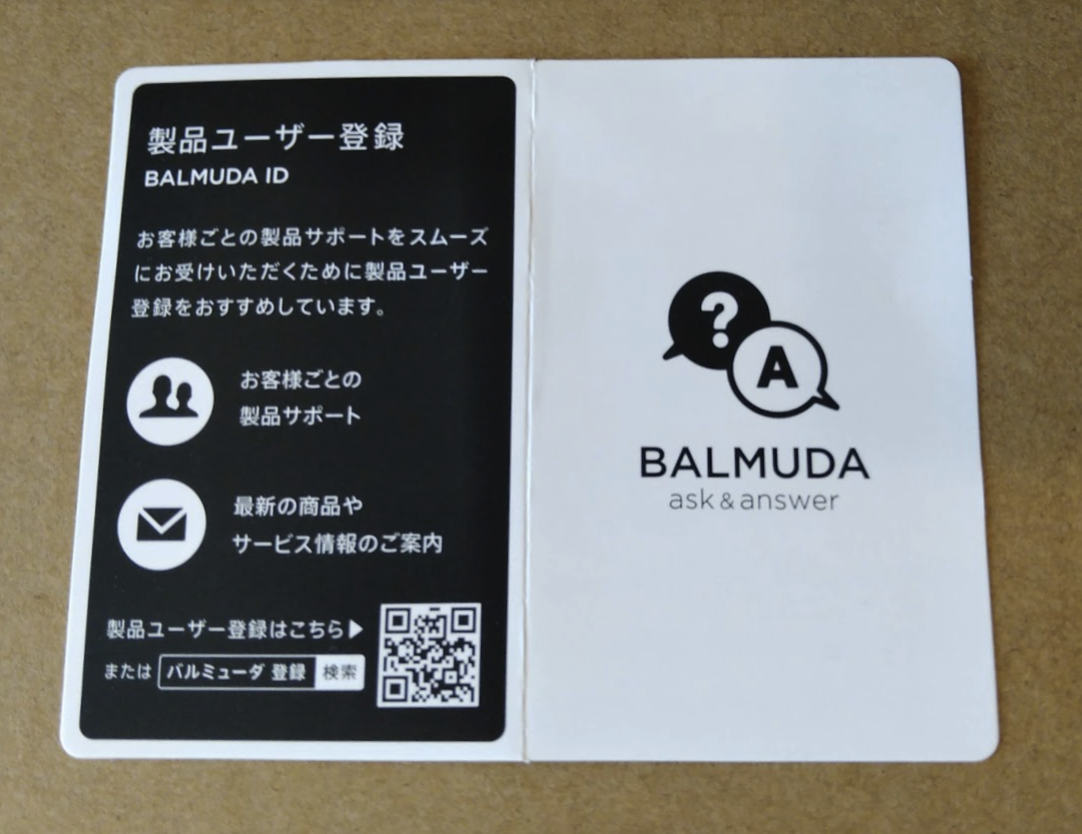 製品ユーザー登録
BALMUDA ID
お客様ごとの製品サポートをスムーズ
にお受けいただくために製品ユーザー
登録をおすすめしています。
お客様ごとの
製品サポート
最新の商品や
サービス情報のご案内
製品ユーザー登録はこちら▶
または バルミューダ 登録 検索
?
A
BALMUDA
ask & answer